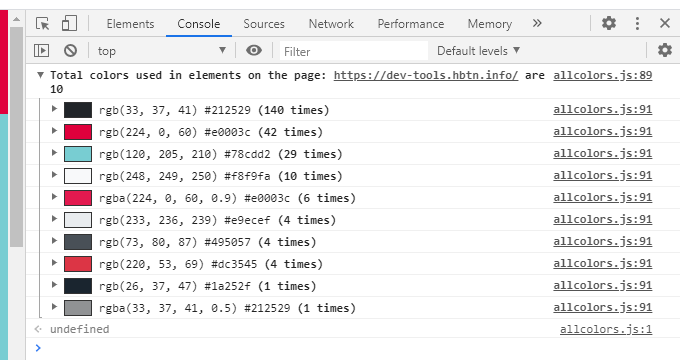 Elements Console Sources Network Performance Memory »
top Filter Default levels
Total colors used in elements on the page: https://dev-tools.hbtn.info/ are allcolors.js:89
10
rgb(33, 37, 41) #212529 (140 times) allcolors.js:91
rgb(224, 0, 60) #e0003c (42 times) allcolors.js:91
rgb(120, 205, 210) #78cdd2 (29 times) allcolors.js:91
rgb(248, 249, 250) #f8f9fa (10 times) allcolors.js:91
rgba(224, 0, 60, 0.9) #e0003c (6 times) allcolors.js:91
rgb(233, 236, 239) #e9ecef (4 times) allcolors.js:91
rgb(73, 80, 87) #495057 (4 times) allcolors.js:91
rgb(220, 53, 69) #dc3545 (4 times) allcolors.js:91
rgb(26, 37, 47) #1a252f (1 times) allcolors.js:91
rgba(33, 37, 41, 0.5) #212529 (1 times) allcolors.js:91
undefined allcolors.js:1